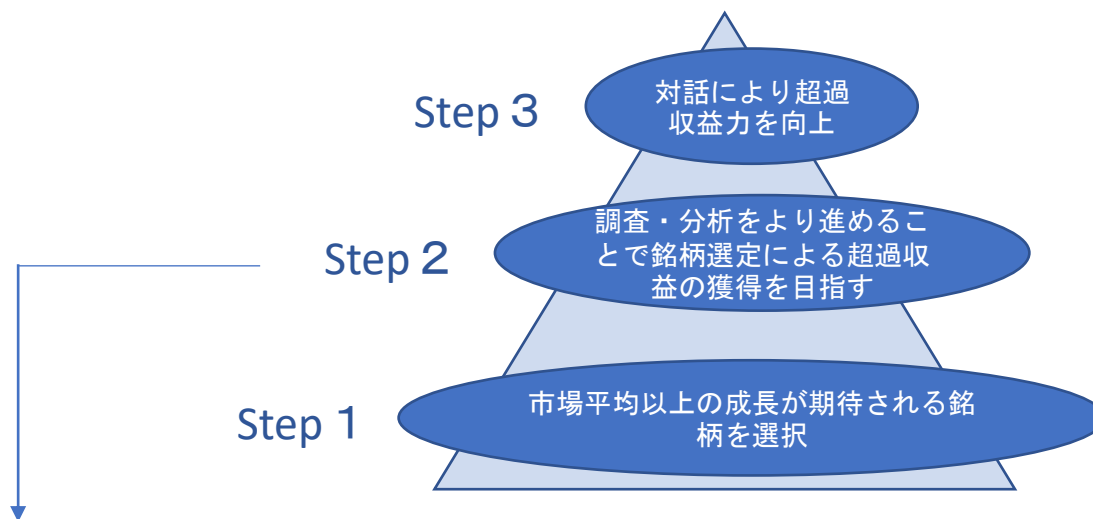 Step 3
対話により超過
収益力を向上
Step 2
調査・分析をより進めるこ
とで銘柄選定による超過収
益の獲得を目指す
Step 1
市場平均以上の成長が期待される銘
柄を選択